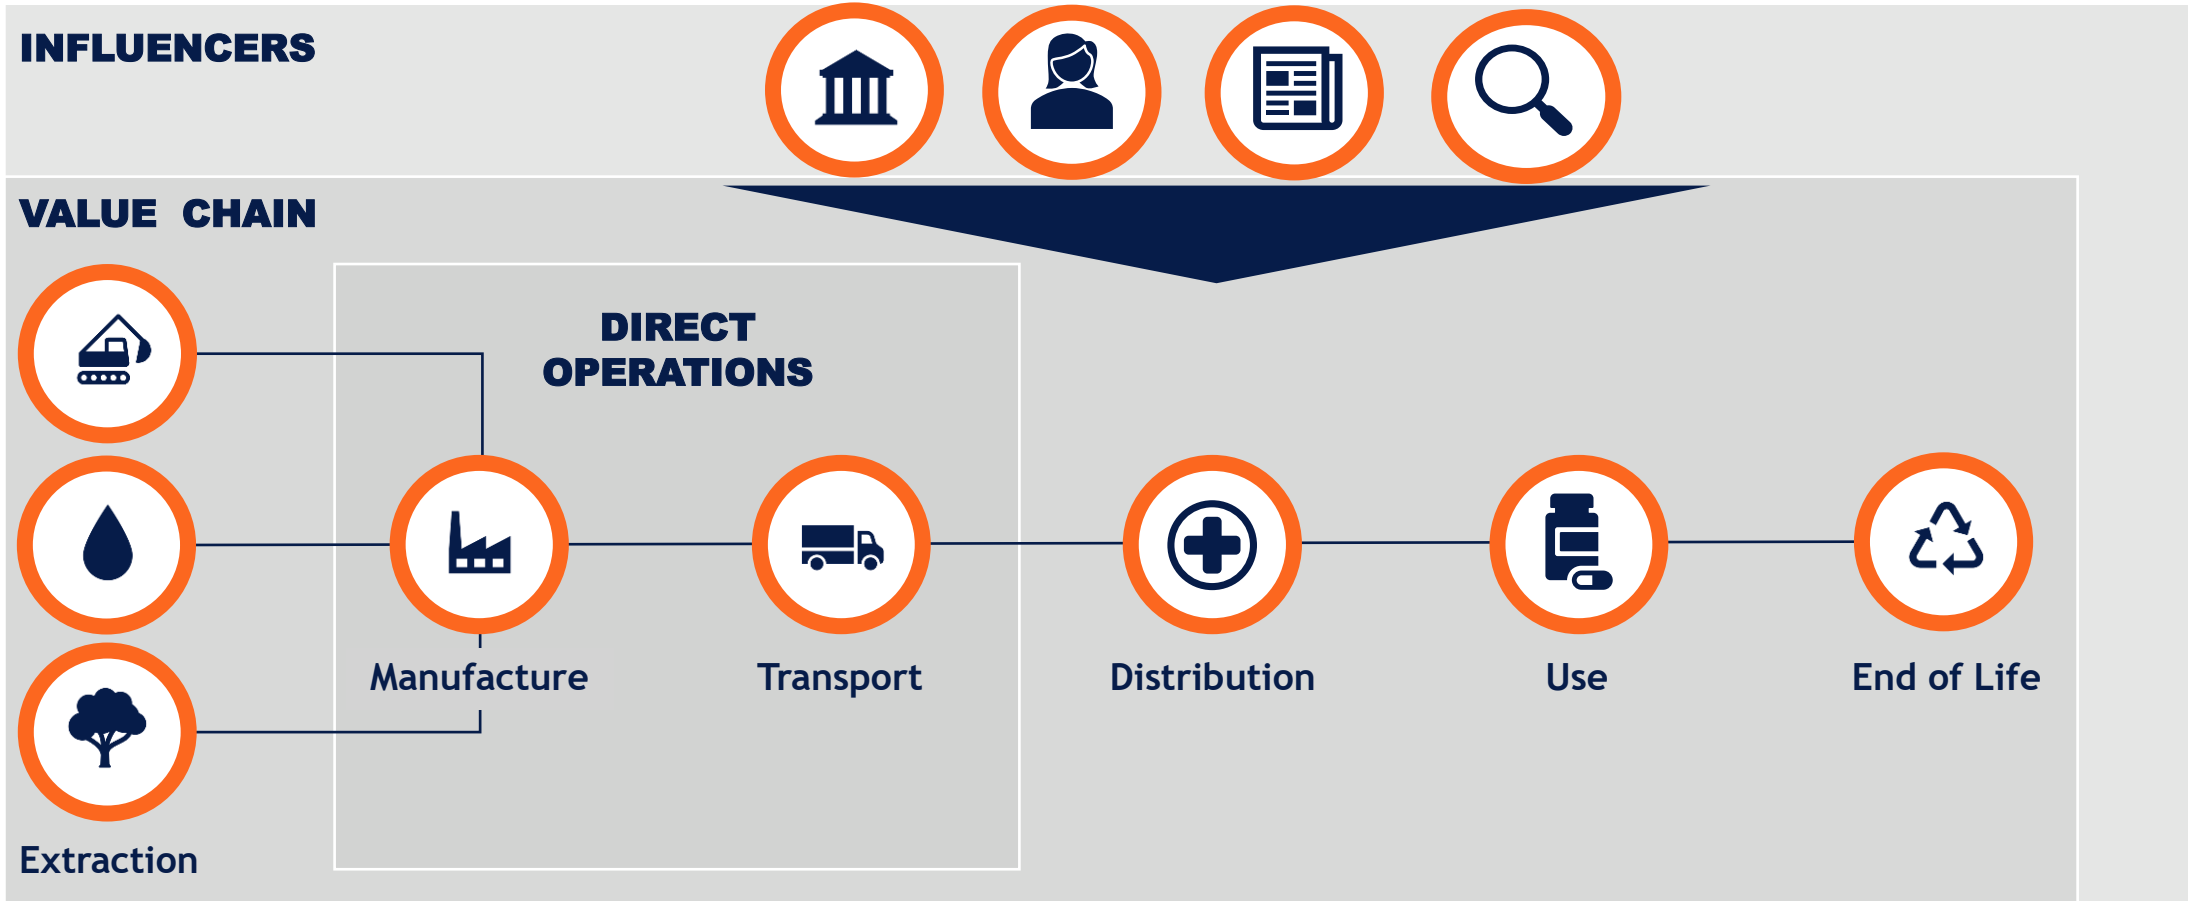 INFLUENCERS
VALUE CHAIN
DIRECT
OPERATIONS
Manufacture
Transport
Distribution
Use
End of Life
Extraction